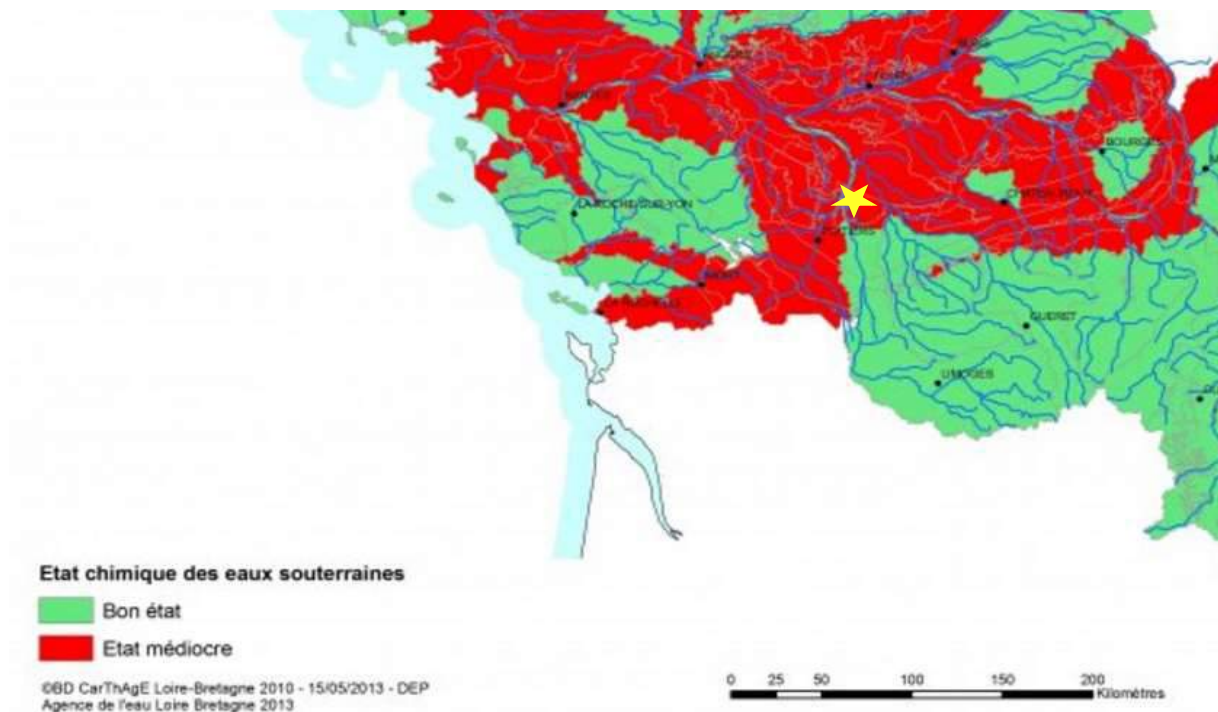 TOURS
BOURGES
LA-ROCHE-SUR-YON
POITIERS
NIORT
GUERET
LIMOGES
Etat chimique des eaux souterraines
Bon état
Etat médiocre
©BD CarThAgE Loire-Bretagne 2010 - 15/05/2013 - DEP
Agence de l'eau Loire Bretagne 2013
0 25 50 100 150 200
Kilomètres